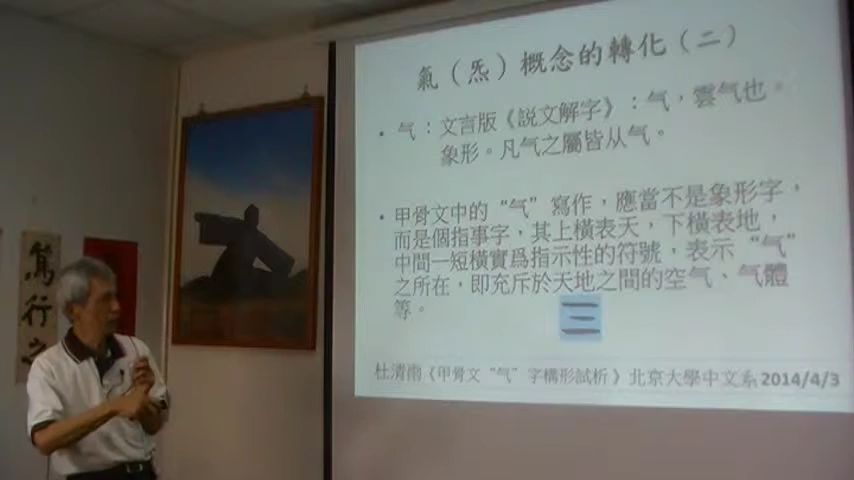 氣（炁）概念的轉化（二）
• 气：文言版《説文解字》：气，雲气也。
象形。凡气之屬皆从气。
• 甲骨文中的“气”寫作，應當不是象形字，
而是個指事字，其上橫表天，下橫表地，
中間一短橫實爲指示性的符號，表示“气”
之所在，即充斥於天地之間的空气、气體
等。
三
杜清雨《甲骨文“气”字構形試析》北京大學中文系 2014/4/3
篤行之